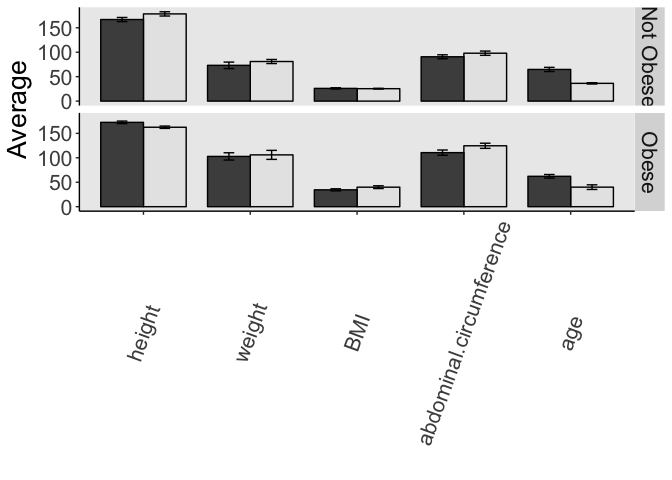 Average
150
100
50
0
Not Obese
150
100
50
0
Obese
height
weight
BMI
abdominal.circumference
age